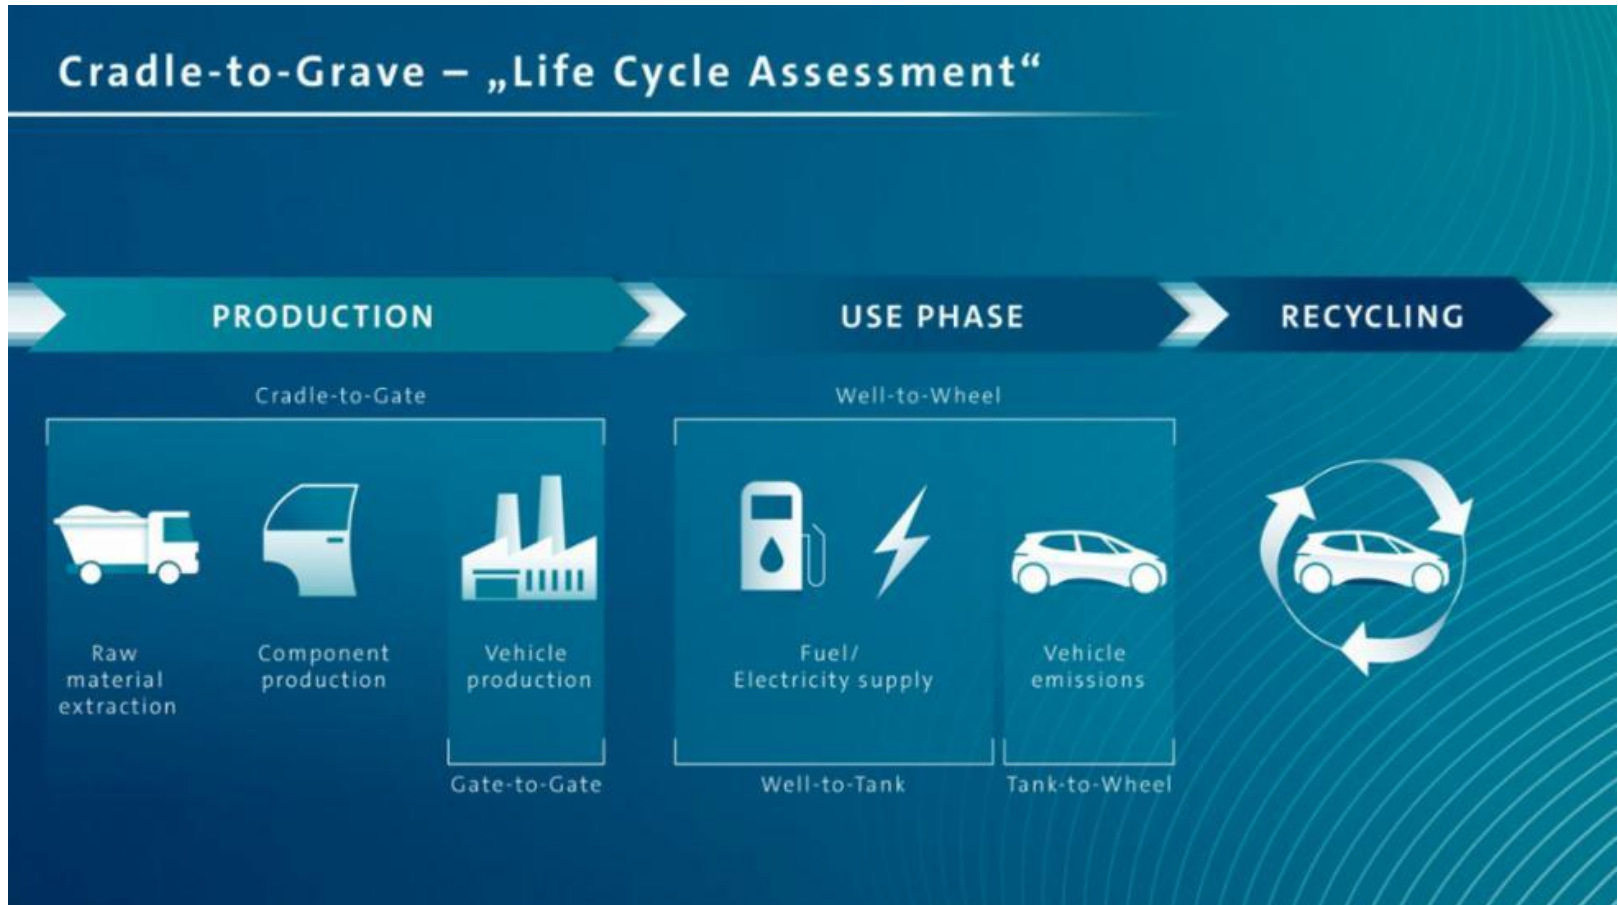 Cradle-to-Grave – „Life Cycle Assessment“
PRODUCTION
USE PHASE
RECYCLING
Cradle-to-Gate
Well-to-Wheel
Raw
material
extraction
Component
production
Vehicle
production
Fuel/
Electricity supply
Vehicle
emissions
Gate-to-Gate
Well-to-Tank
Tank-to-Wheel